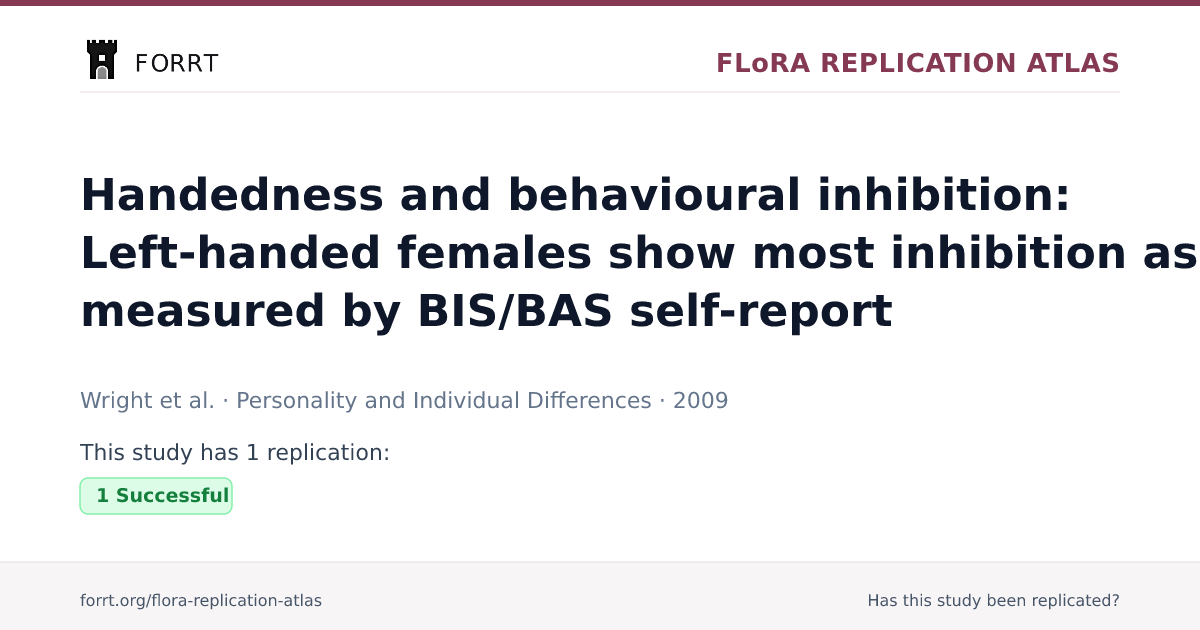 FORRT
FLoRA REPLICATION ATLAS
Handedness and behavioural inhibition:
Left-handed females show most inhibition as
measured by BIS/BAS self-report
Wright et al. · Personality and Individual Differences · 2009
This study has 1 replication:
1 Successful
forrt.org/flora-replication-atlas
Has this study been replicated?